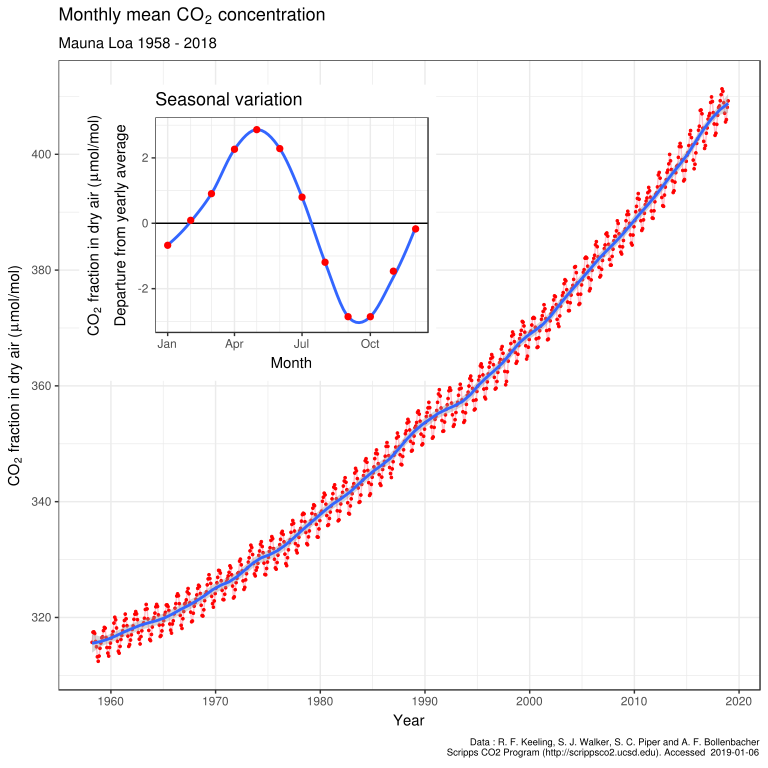 Monthly mean CO₂ concentration
Mauna Loa 1958 - 2018
Seasonal variation
CO₂ fraction in dry air (μmol/mol)
Departure from yearly average
2
0
-2
Jan Apr Jul Oct
Month
CO₂ fraction in dry air (μmol/mol)
400
380
360
340
320
1960 1970 1980 1990 2000 2010 2020
Year
Data : R. F. Keeling, S. J. Walker, S. C. Piper and A. F. Bollenbacher
Scripps CO2 Program (http://scrippsco2.ucsd.edu). Accessed 2019-01-06